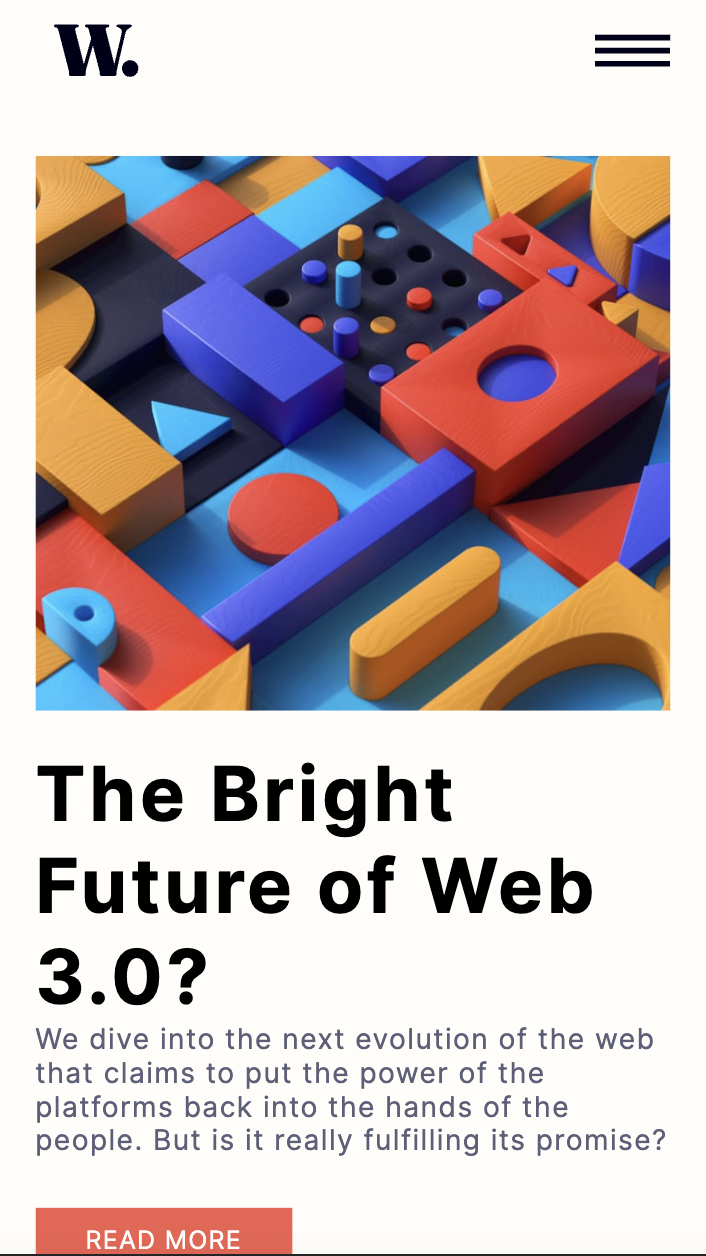 W.
The Bright
Future of Web
3.0?
We dive into the next evolution of the web
that claims to put the power of the
platforms back into the hands of the
people. But is it really fulfilling its promise?
READ MORE